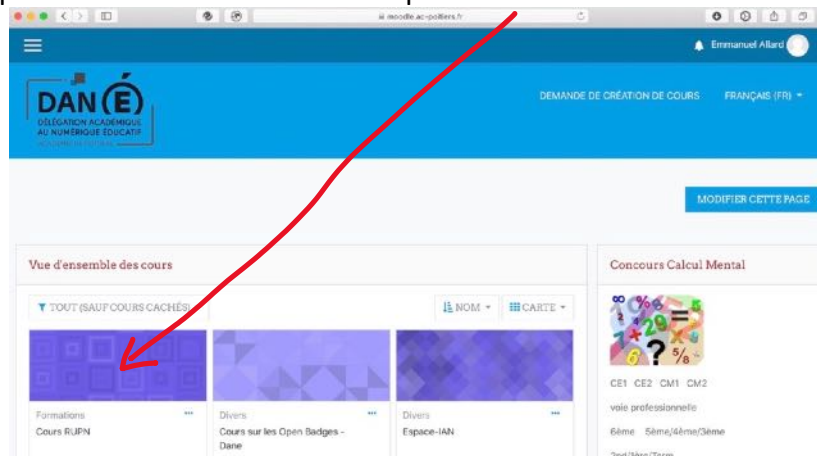 moodle.ac-poitiers.fr
Emmanuel Allard
DAN(É)
DÉLÉGATION ACADÉMIQUE
AU NUMÉRIQUE ÉDUCATIF
DEMANDE DE CRÉATION DE COURS FRANÇAIS (FR)
MODIFIER CETTE PAGE
Vue d'ensemble des cours
TOUT (SAUF COURS CACHÉS)
NOM
CARTE
Formations
Cours RUPN
Divers
Cours sur les Open Badges -
Dane
Divers
Espace-IAN
Concours Calcul Mental
CE1 CE2 CM1 CM2
voie professionnelle
6ème 5ème/4ème/3ème
2nd/1ère/Term